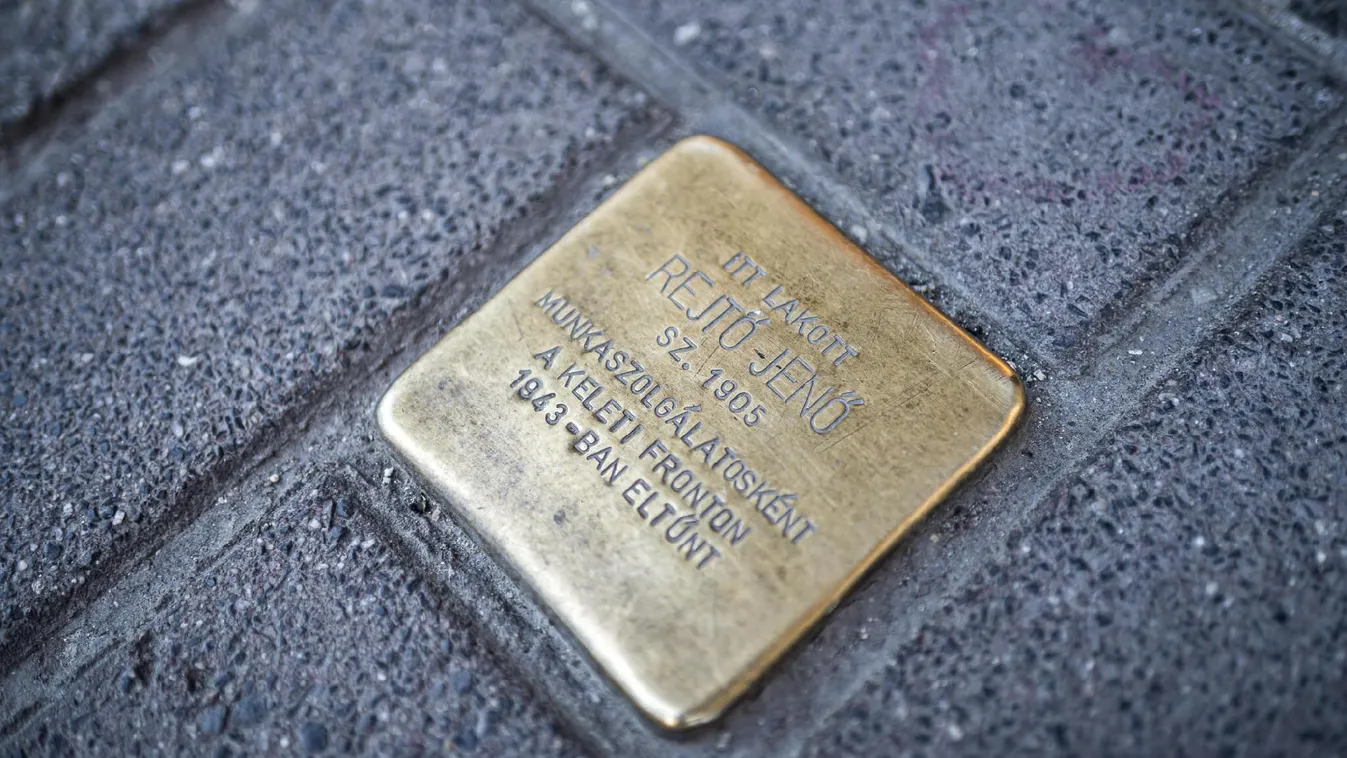 ITT LAKOTT
REJTŐ JENŐ
SZ. 1905
MUNKASZOLGÁLATOSKÉNT
A KELETI FRONTON
1943-BAN ELTŰNT